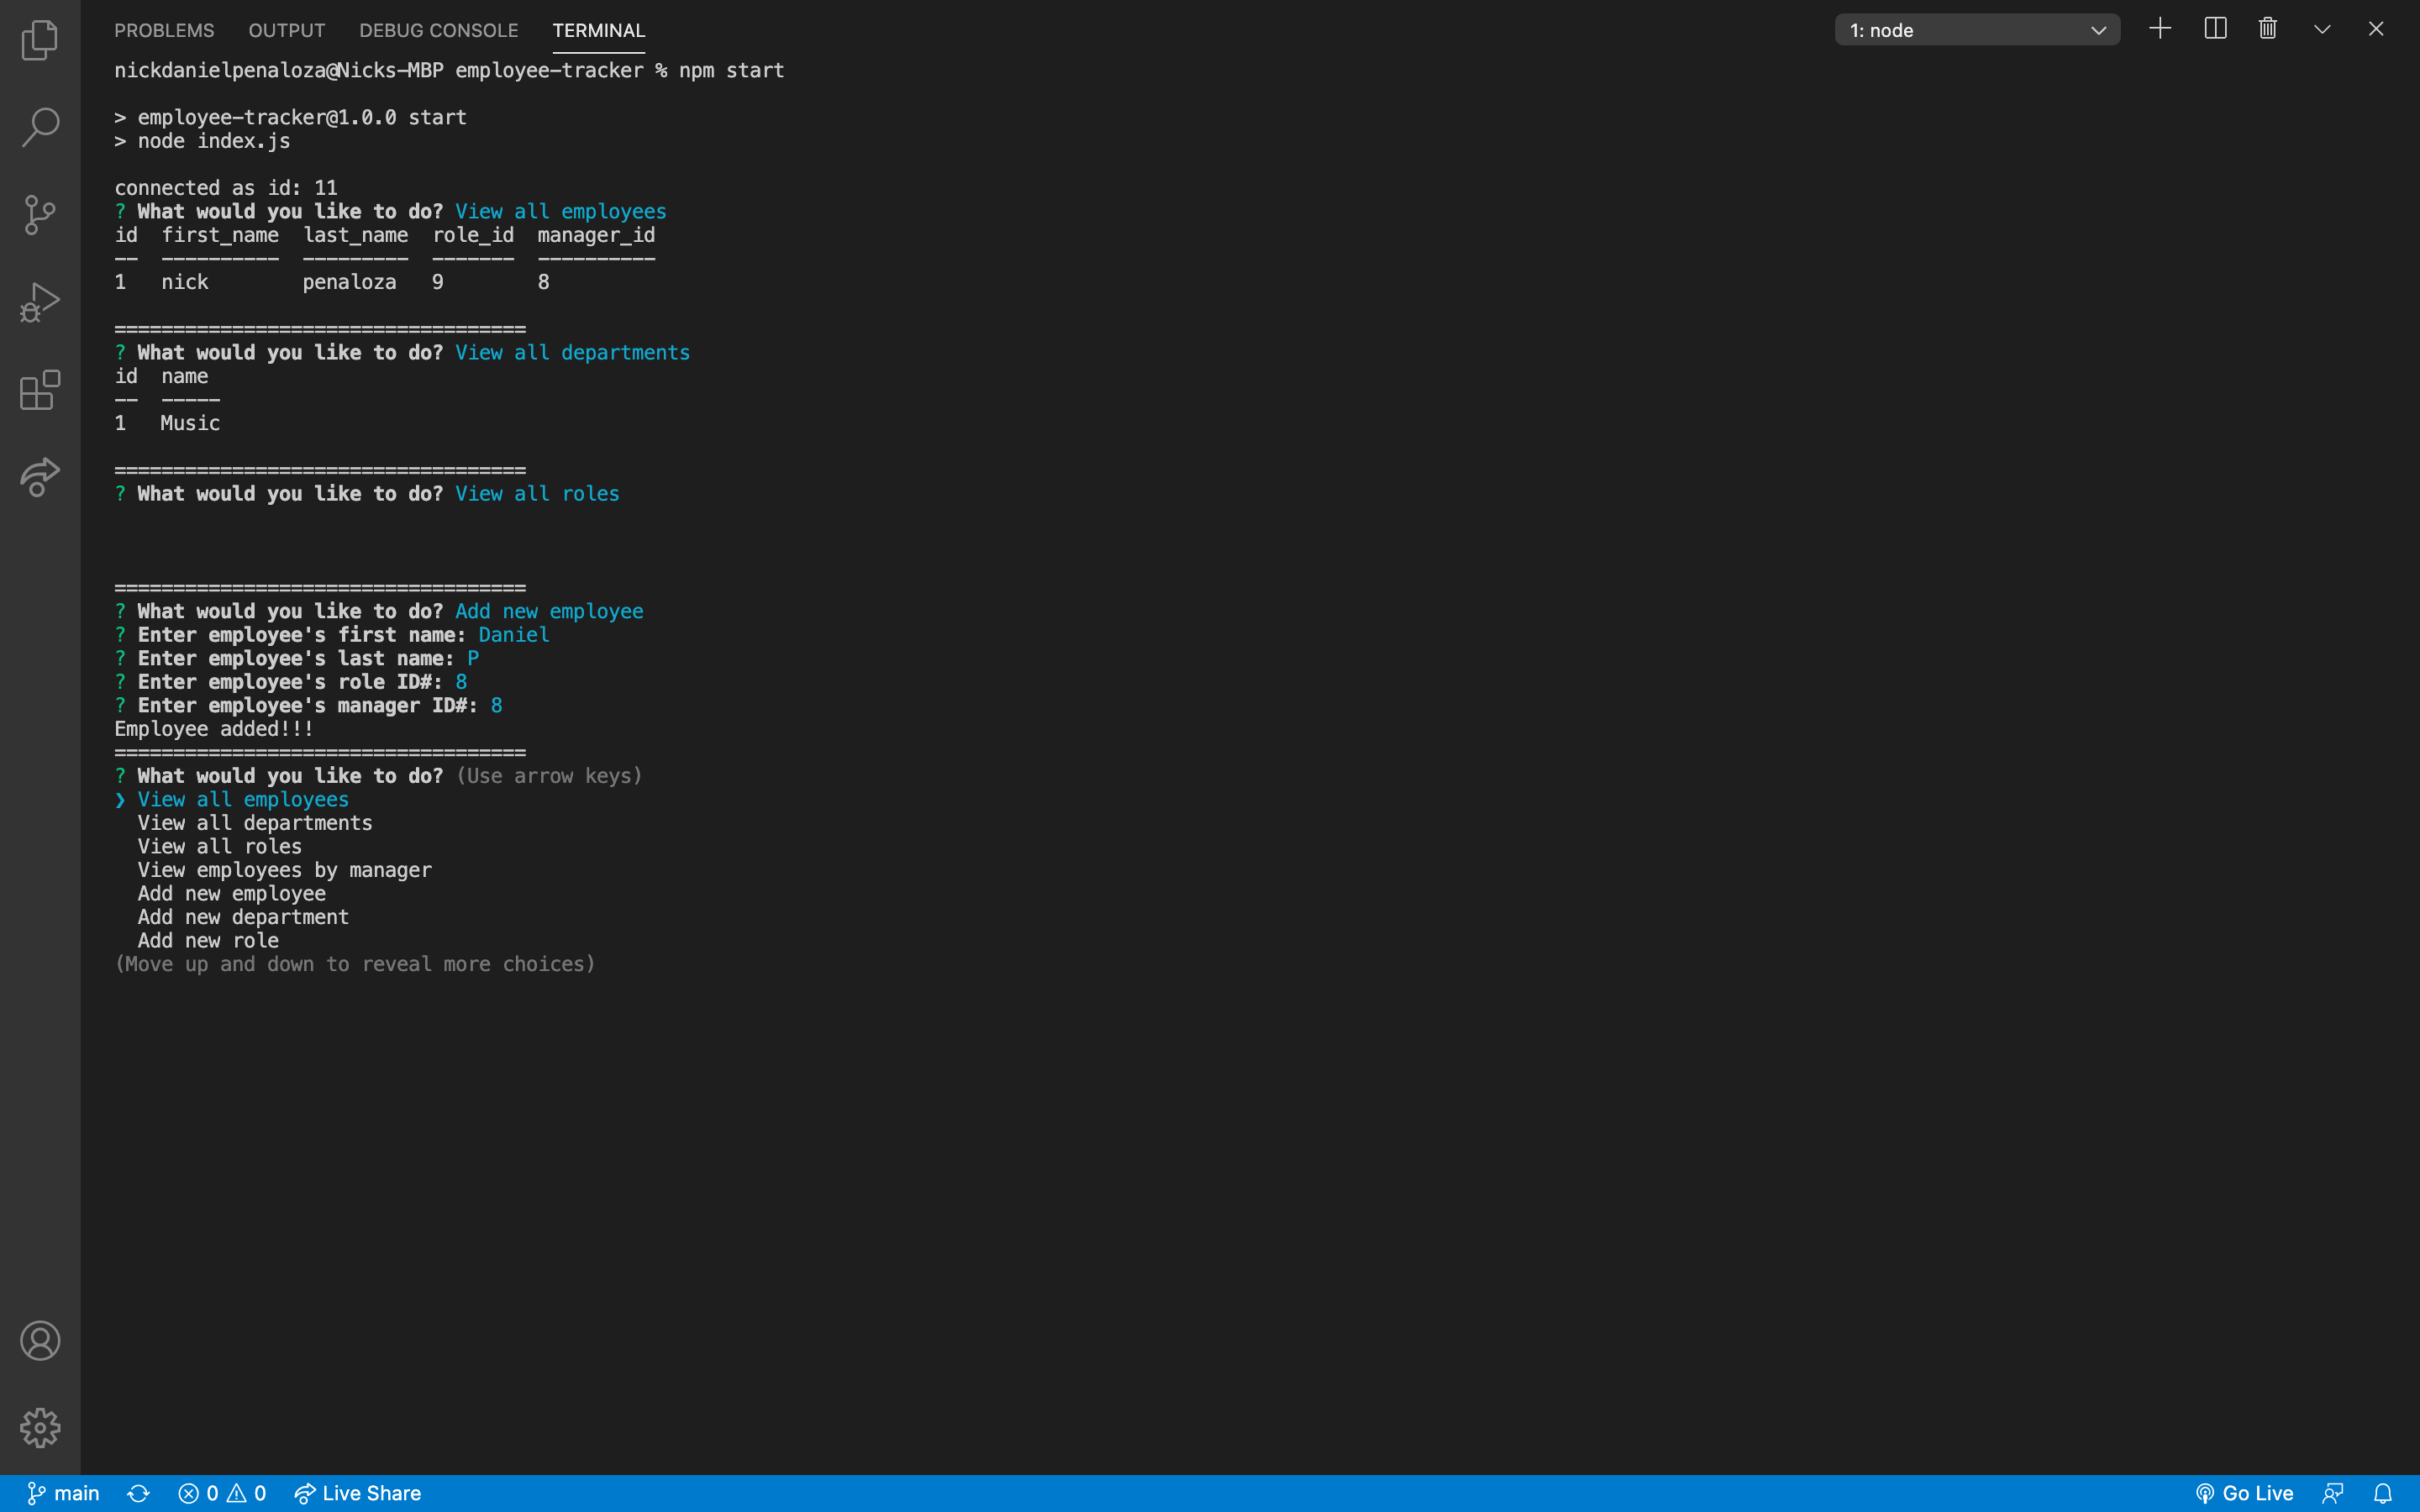 PROBLEMS OUTPUT DEBUG CONSOLE TERMINAL 1: node
nickdanielpenaloza@Nicks-MBP employee-tracker % npm start
> employee-tracker@1.0.0 start
> node index.js
connected as id: 11
? What would you like to do? View all employees
id  first_name  last_name  role_id  manager_id
--  ----------  ---------  -------  ----------
1   nick        penaloza   9        8
===================================
? What would you like to do? View all departments
id  name
--  -----
1   Music
===================================
? What would you like to do? View all roles
===================================
? What would you like to do? Add new employee
? Enter employee's first name: Daniel
? Enter employee's last name: P
? Enter employee's role ID#: 8
? Enter employee's manager ID#: 8
Employee added!!!
===================================
? What would you like to do? (Use arrow keys)
❯ View all employees
View all departments
View all roles
View employees by manager
Add new employee
Add new department
Add new role
(Move up and down to reveal more choices)
main 0 0 Live Share Go Live